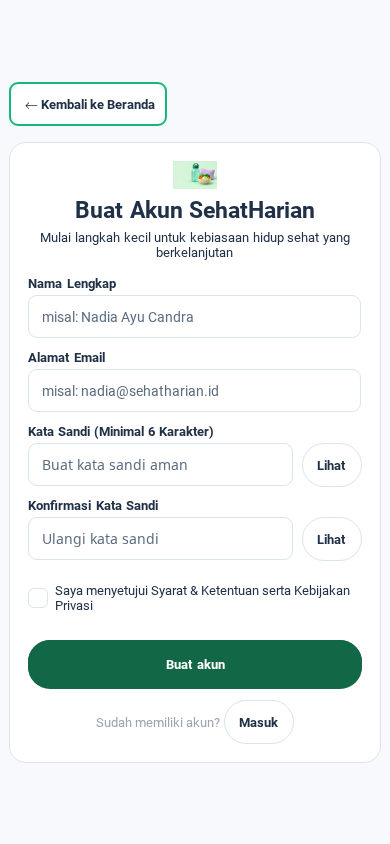 ← Kembali ke Beranda
Buat Akun SehatHarian
Mulai langkah kecil untuk kebiasaan hidup sehat yang
berkelanjutan
Nama Lengkap
misal: Nadia Ayu Candra
Alamat Email
misal: nadia@sehatharian.id
Kata Sandi (Minimal 6 Karakter)
Buat kata sandi aman
Lihat
Konfirmasi Kata Sandi
Ulangi kata sandi
Lihat
Saya menyetujui Syarat & Ketentuan serta Kebijakan
Privasi
Buat akun
Sudah memiliki akun? Masuk